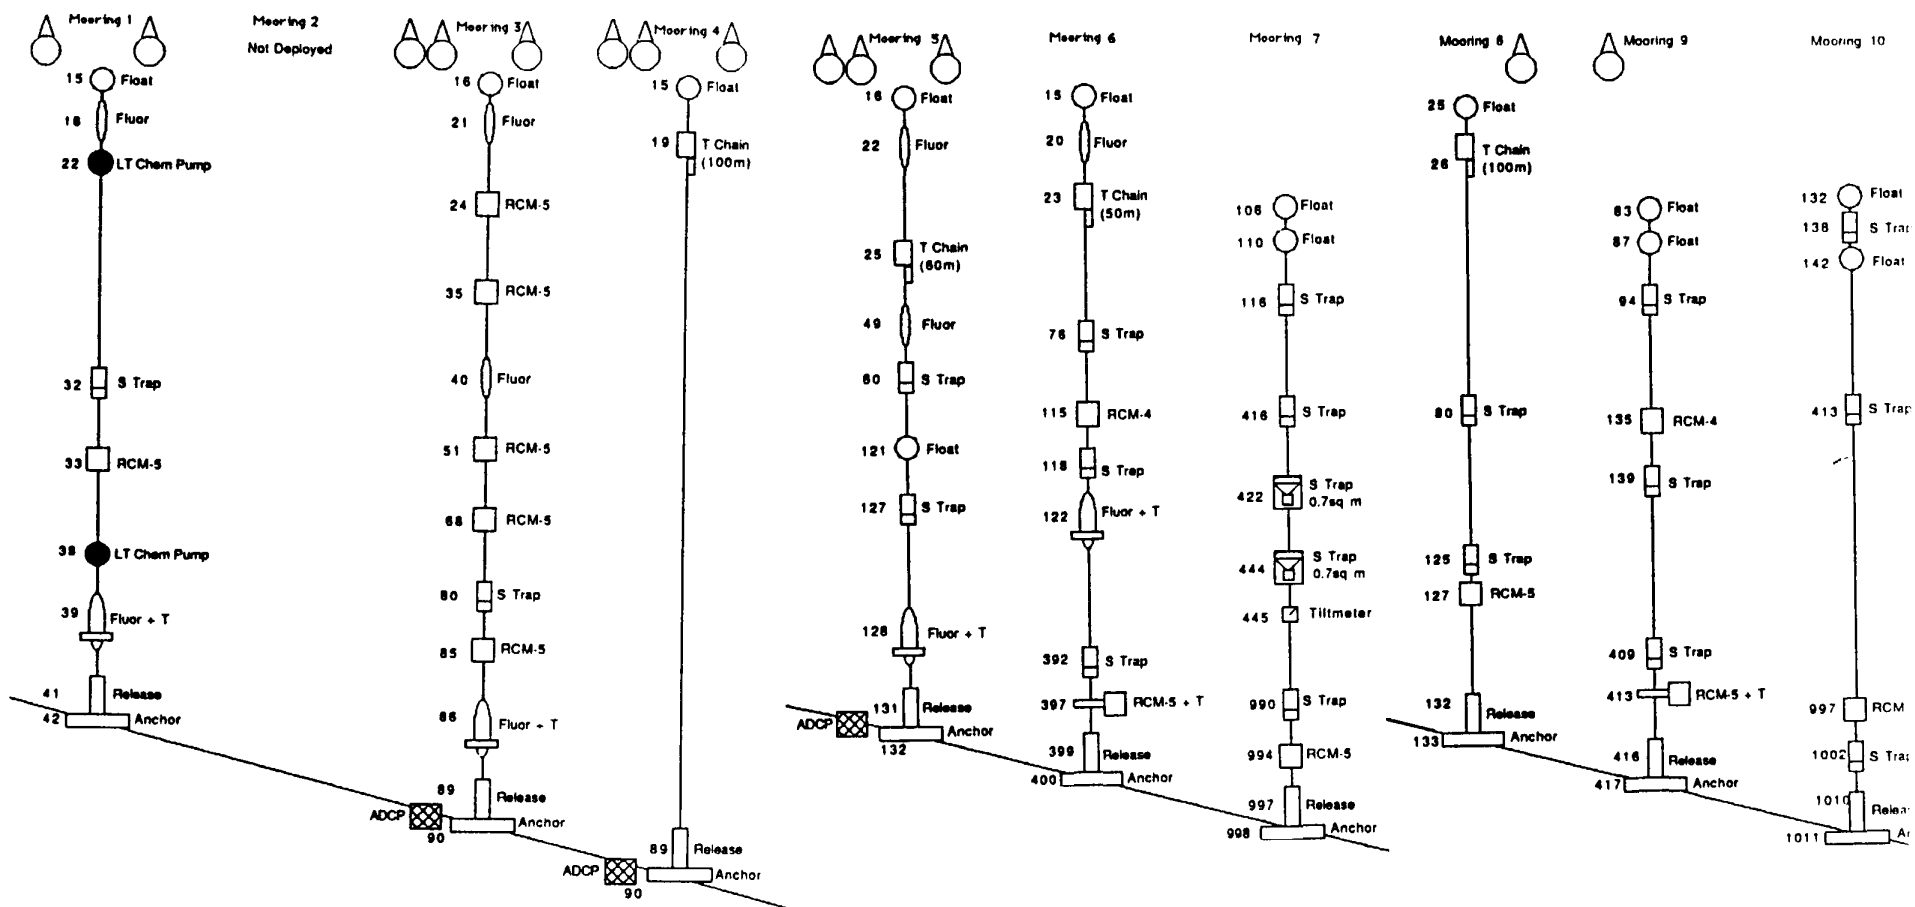 Mooring 1
15 Float
18 Fluor
22 LT Chem Pump
32 S Trap
33 RCM-5
38 LT Chem Pump
39 Fluor + T
41 Release
42 Anchor
Mooring 2
Not Deployed
Mooring 3
16 Float
21 Fluor
24 RCM-5
35 RCM-5
40 Fluor
51 RCM-5
68 RCM-5
80 S Trap
85 RCM-5
86 Fluor + T
89 Release
ADCP
90 Anchor
Mooring 4
15 Float
19 T Chain
(100m)
89 Release
ADCP
90 Anchor
Mooring 5
16 Float
22 Fluor
25 T Chain
(60m)
49 Fluor
60 S Trap
121 Float
127 S Trap
128 Fluor + T
131 Release
ADCP
132 Anchor
Mooring 6
15 Float
20 Fluor
23 T Chain
(50m)
76 S Trap
115 RCM-4
118 S Trap
122 Fluor + T
392 S Trap
397 RCM-5 + T
399 Release
400 Anchor
Mooring 7
106 Float
110 Float
116 S Trap
416 S Trap
422 S Trap
0.7sq m
444 S Trap
0.7sq m
445 Tiltmeter
990 S Trap
994 RCM-5
997 Release
998 Anchor
Mooring 8
25 Float
26 T Chain
(100m)
80 S Trap
125 S Trap
127 RCM-5
132 Release
133 Anchor
Mooring 9
83 Float
87 Float
94 S Trap
135 RCM-4
139 S Trap
409 S Trap
413 RCM-5 + T
416 Release
417 Anchor
Mooring 10
132 Float
138 S Trap
142 Float
413 S Trap
997 RCM
1002 S Tra
1010 Relea
1011 A